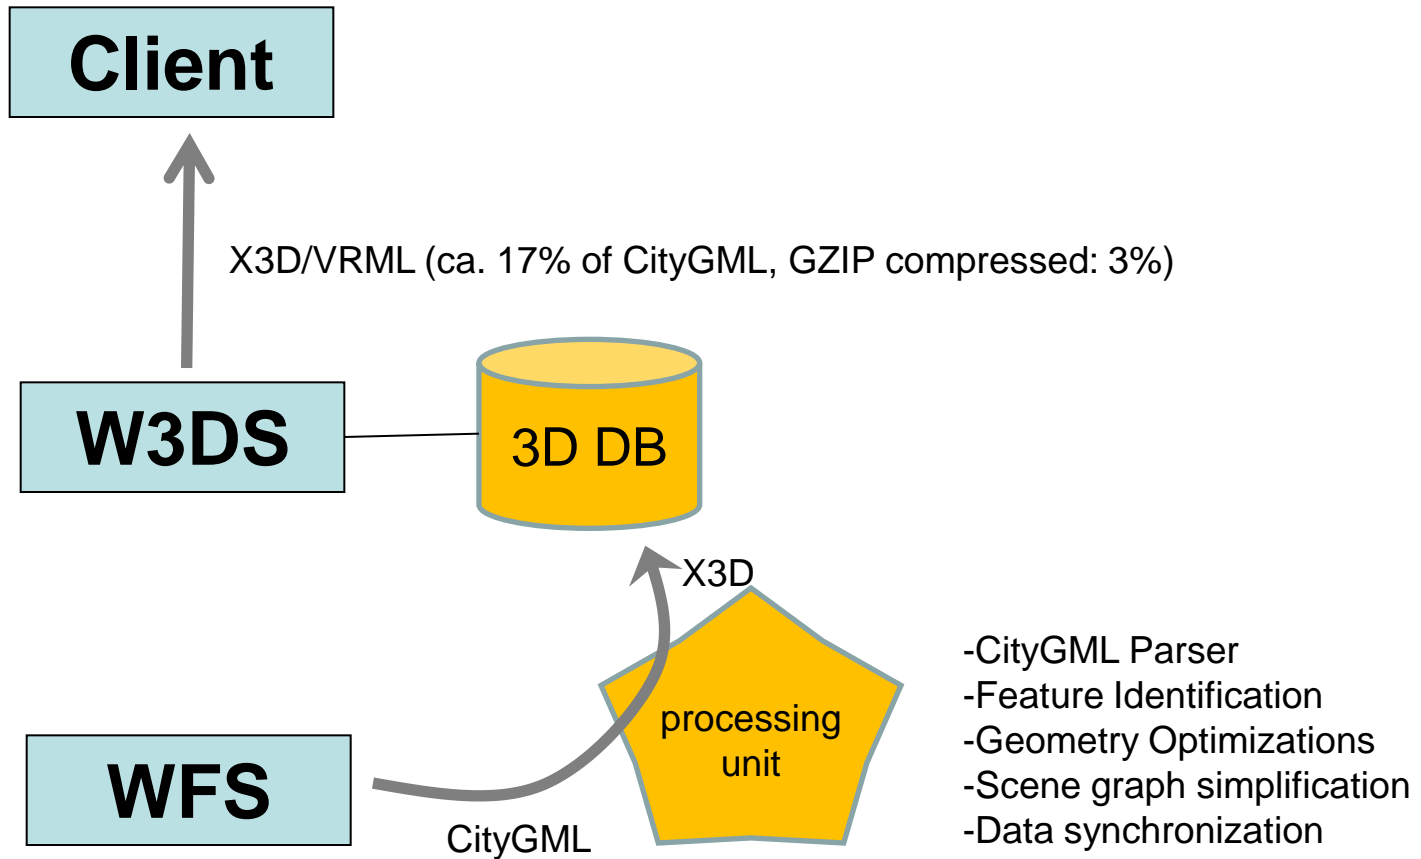 Client
X3D/VRML (ca. 17% of CityGML, GZIP compressed: 3%)
W3DS
3D DB
X3D
processing
unit
-CityGML Parser
-Feature Identification
-Geometry Optimizations
-Scene graph simplification
-Data synchronization
WFS
CityGML